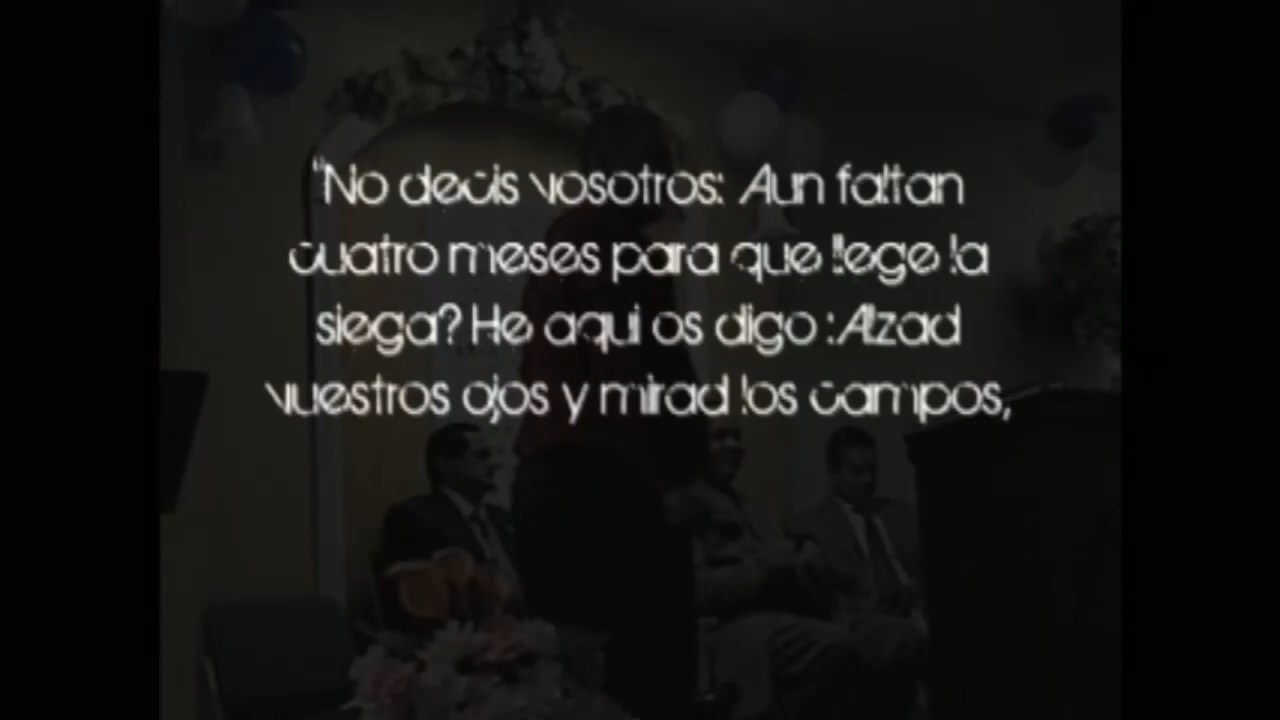 "No decis vosotros: Aun faltan
cuatro meses para que llege la
siega? He aqui os digo :Alzad
vuestros ojos y mirad los campos,